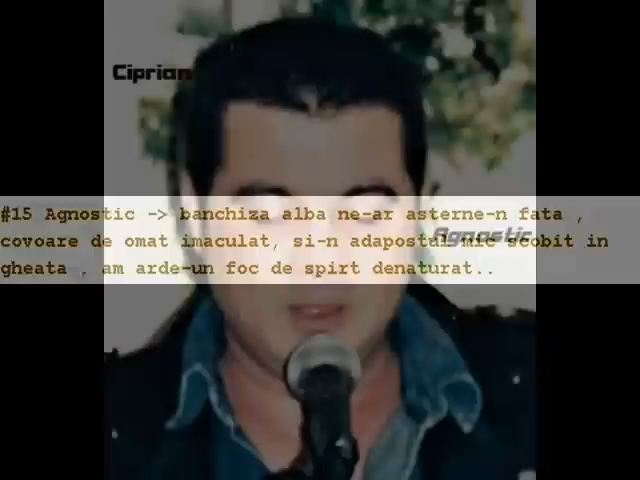 Ciprian
#15 Agnostic -> banchiza alba ne-ar asterne-n fata ,
covoare de omat imaculat, si-n adapostul mic scobit in
Agnostic
gheata , am arde-un foc de spirt denaturat..